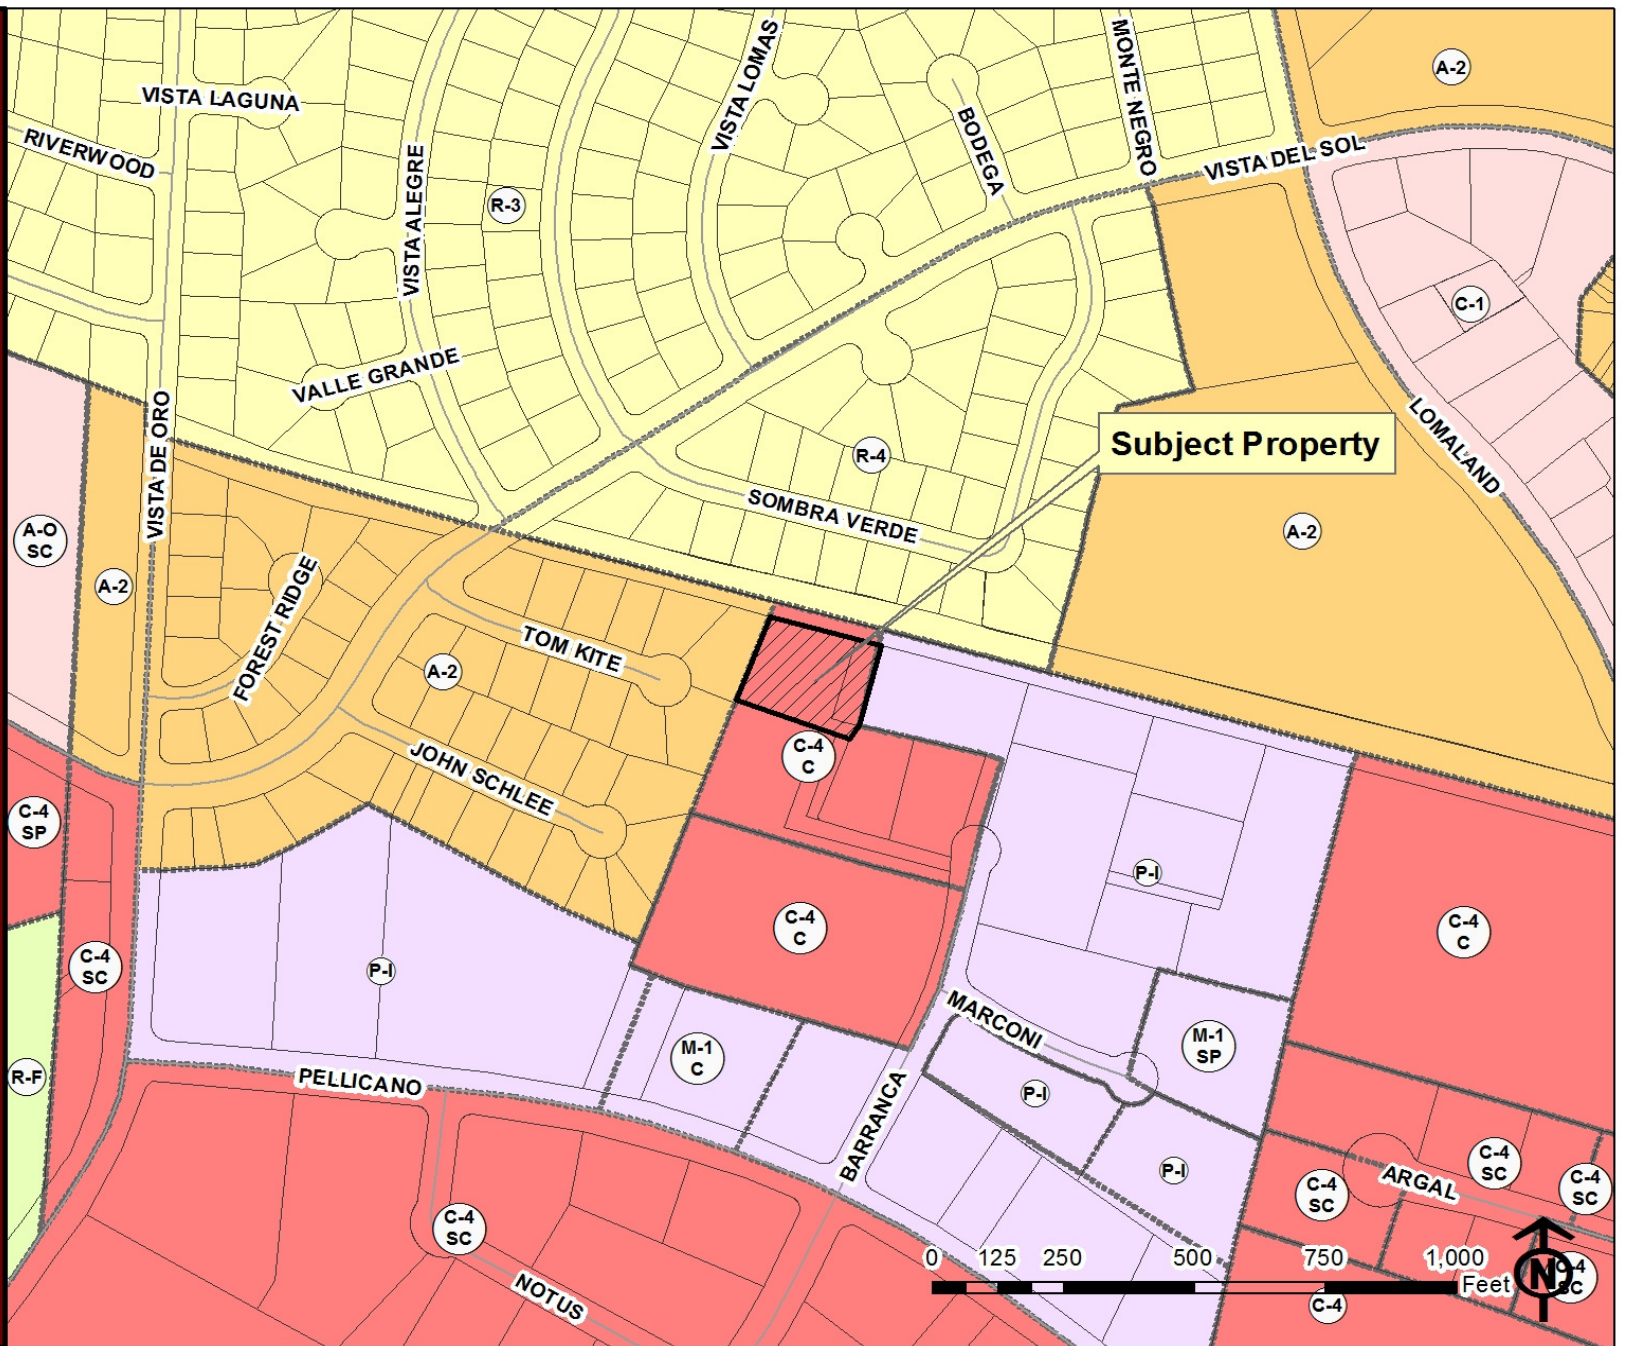 VISTA LAGUNA
RIVERWOOD
VISTA ALEGRE
R-3
VISTA LOMAS
BODEGA
MONTE NEGRO
VISTA DEL SOL
A-2
C-1
VALLE GRANDE
VISTA DE ORO
R-4
Subject Property
LOMALAND
SOMBRA VERDE
A-O
SC
A-2
A-2
FOREST RIDGE
TOM KITE
A-2
JOHN SCHLEE
C-4
C
C-4
SP
P-I
C-4
C
C-4
C
C-4
SC
P-I
MARCONI
M-1
SP
M-1
C
R-F
PELLICANO
P-I
BARRANCA
P-I
C-4
SC
C-4
SC
C-4
SC
ARGAL
C-4
SC
NOTUS
0 125 250 500 750 1,000
Feet
N
C-4
SC
C-4